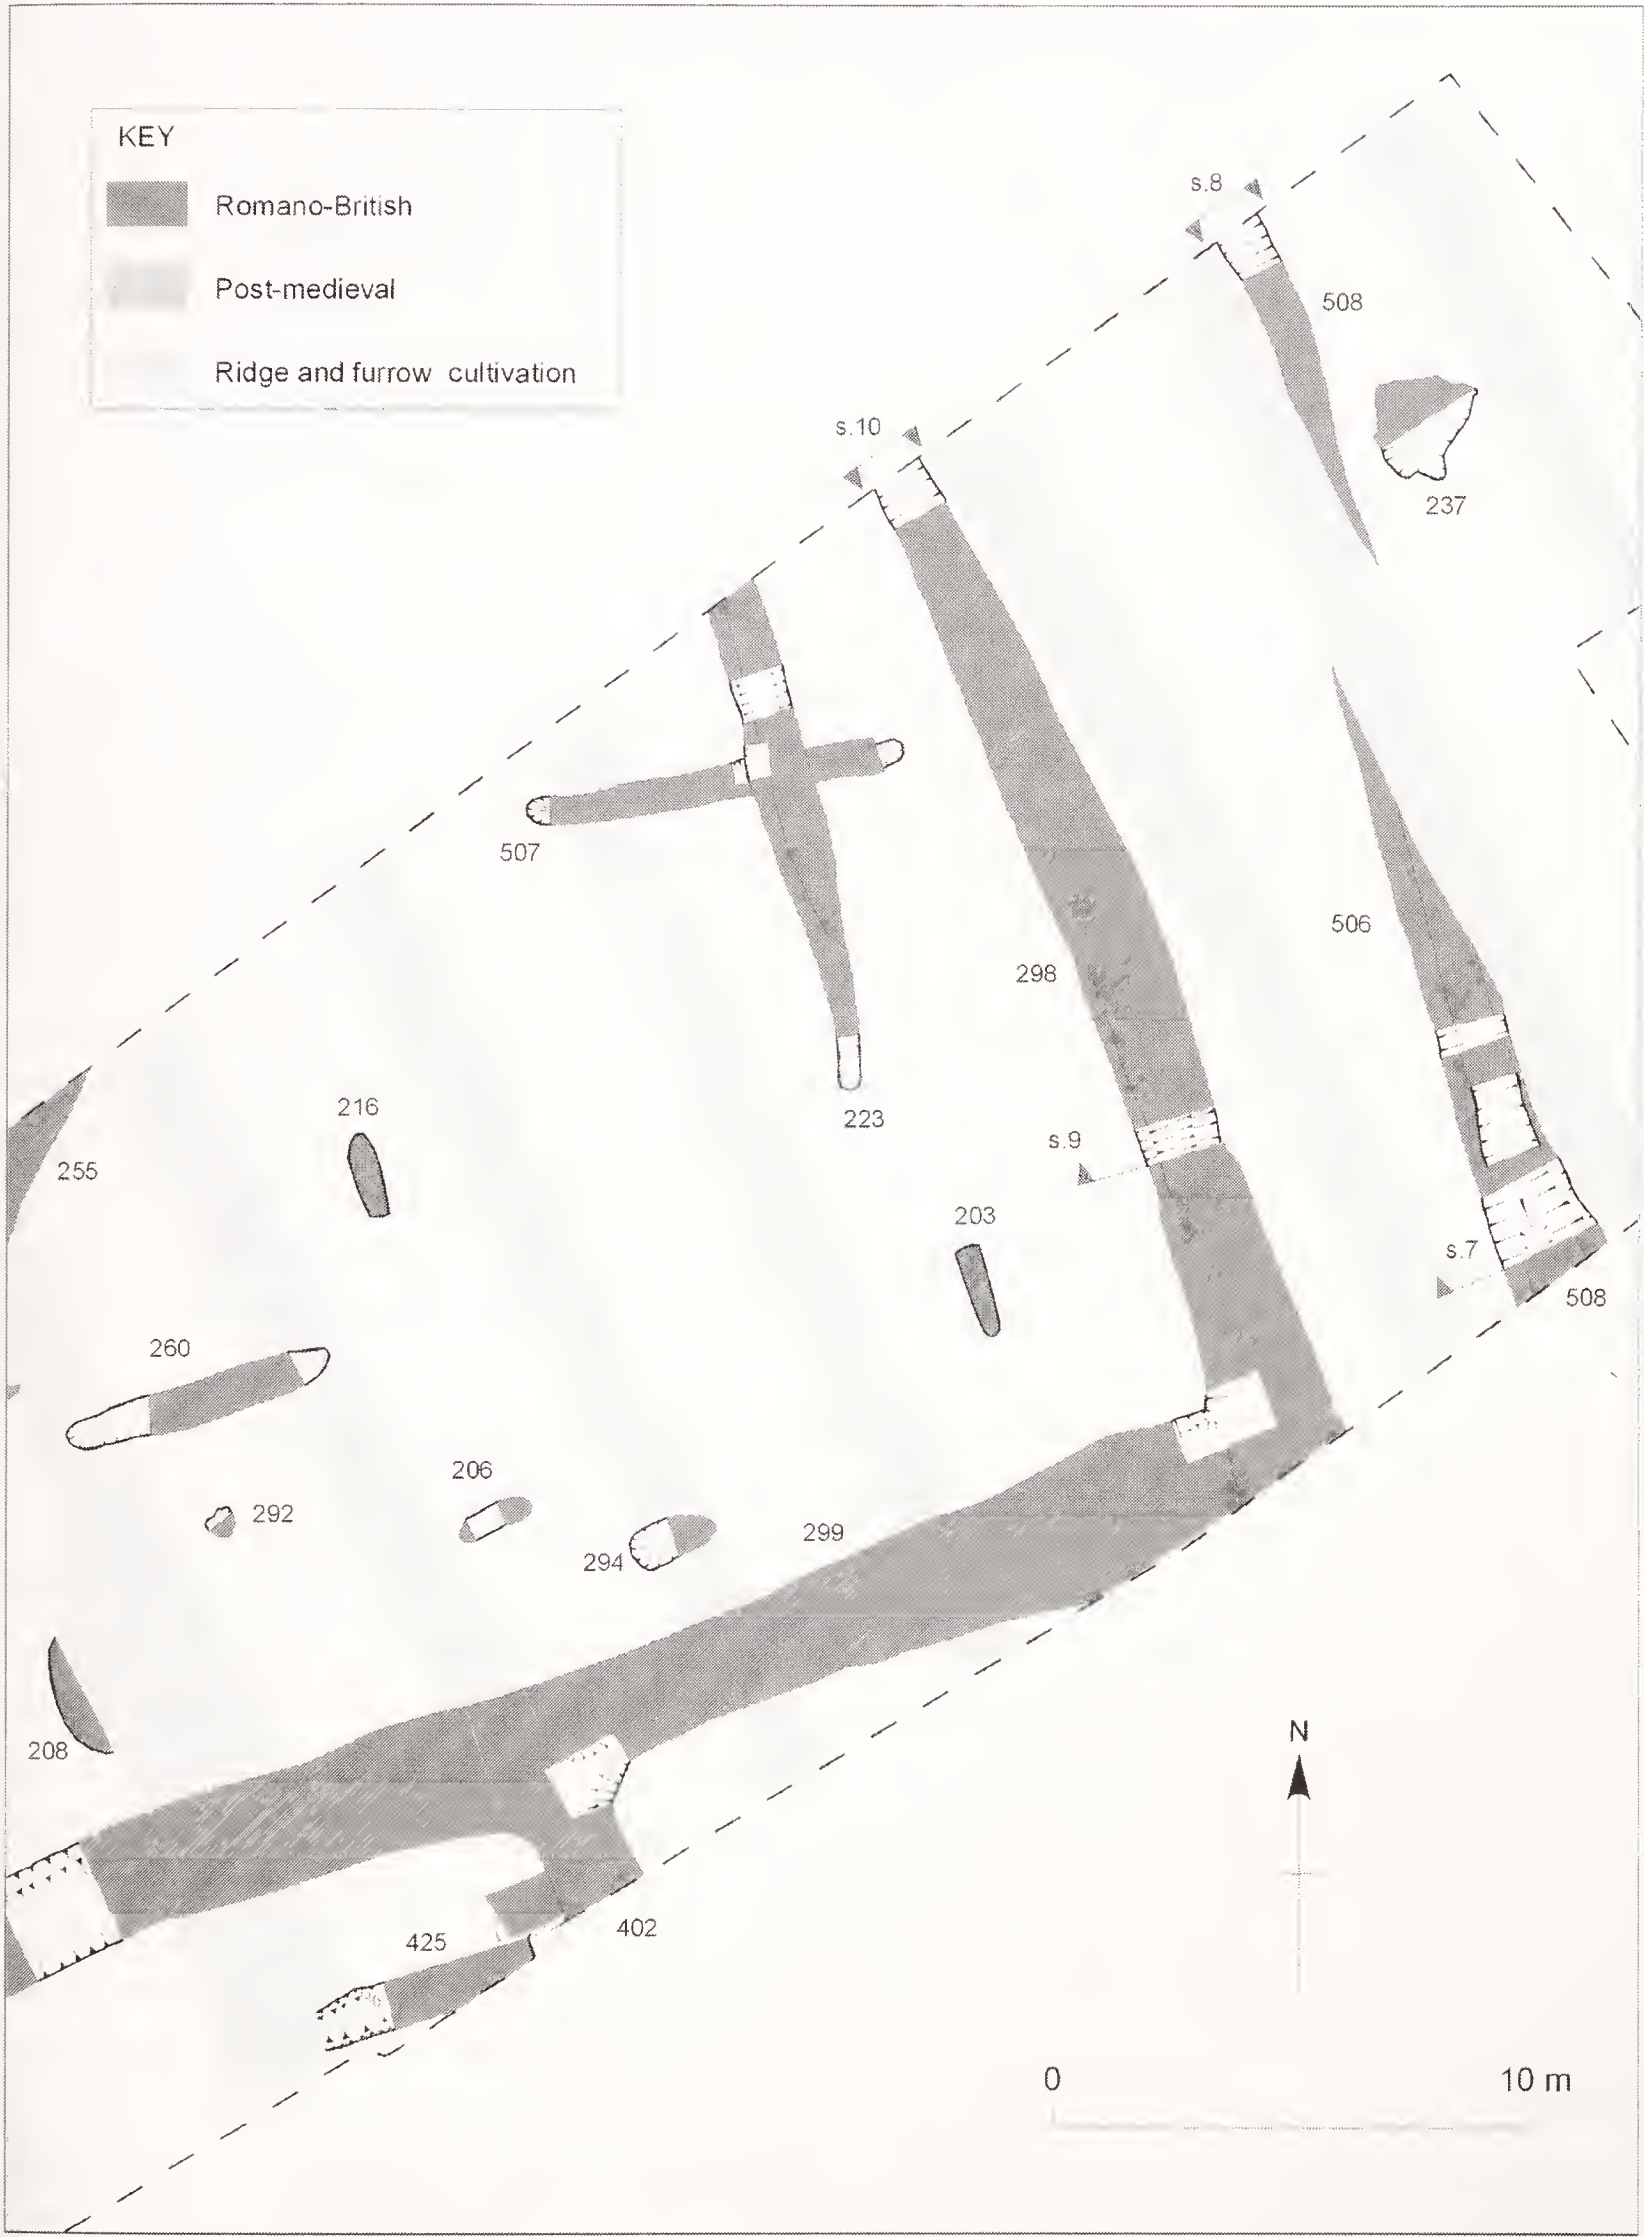 KEY
Romano-British
Post-medieval
Ridge and furrow cultivation
s.8
508
237
s.10
507
506
298
223
216
255
s.9
203
s.7
508
260
206
292
294
299
208
N
402
425
0 10 m